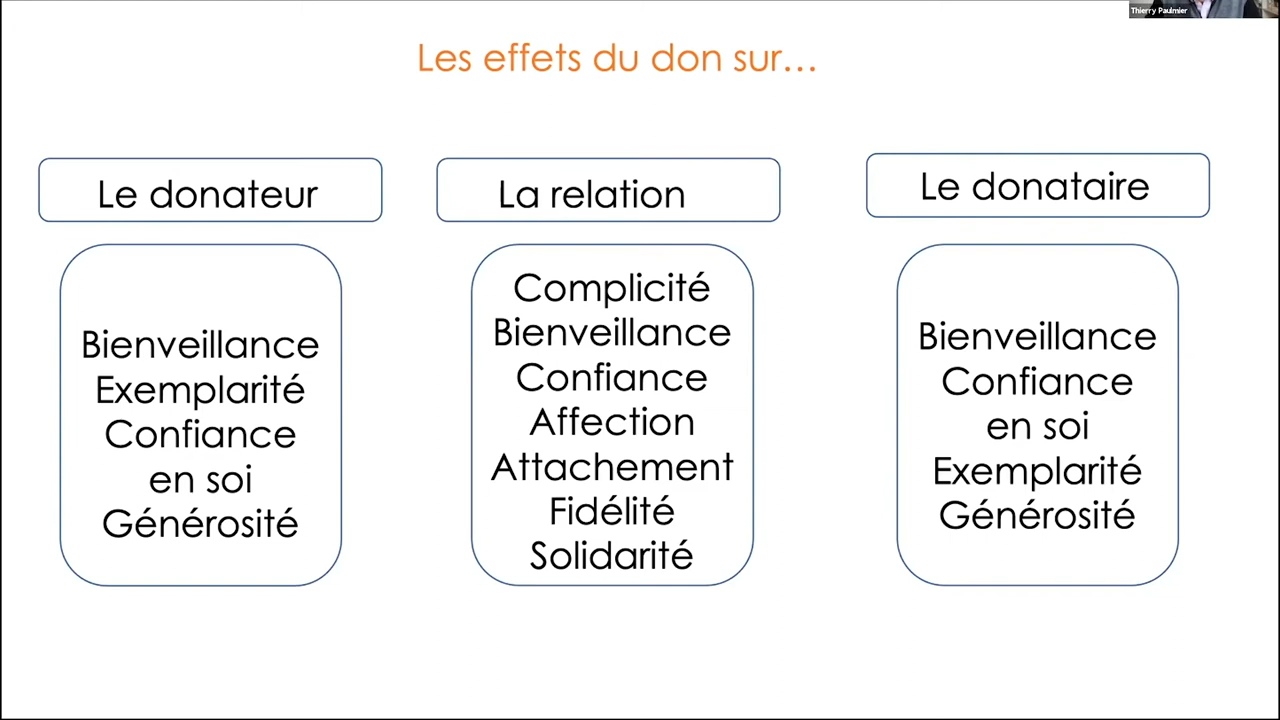 Thierry Paulmier
Les effets du don sur...
Le donateur
Bienveillance
Exemplarité
Confiance
en soi
Générosité
La relation
Complicité
Bienveillance
Confiance
Affection
Attachement
Fidélité
Solidarité
Le donataire
Bienveillance
Confiance
en soi
Exemplarité
Générosité